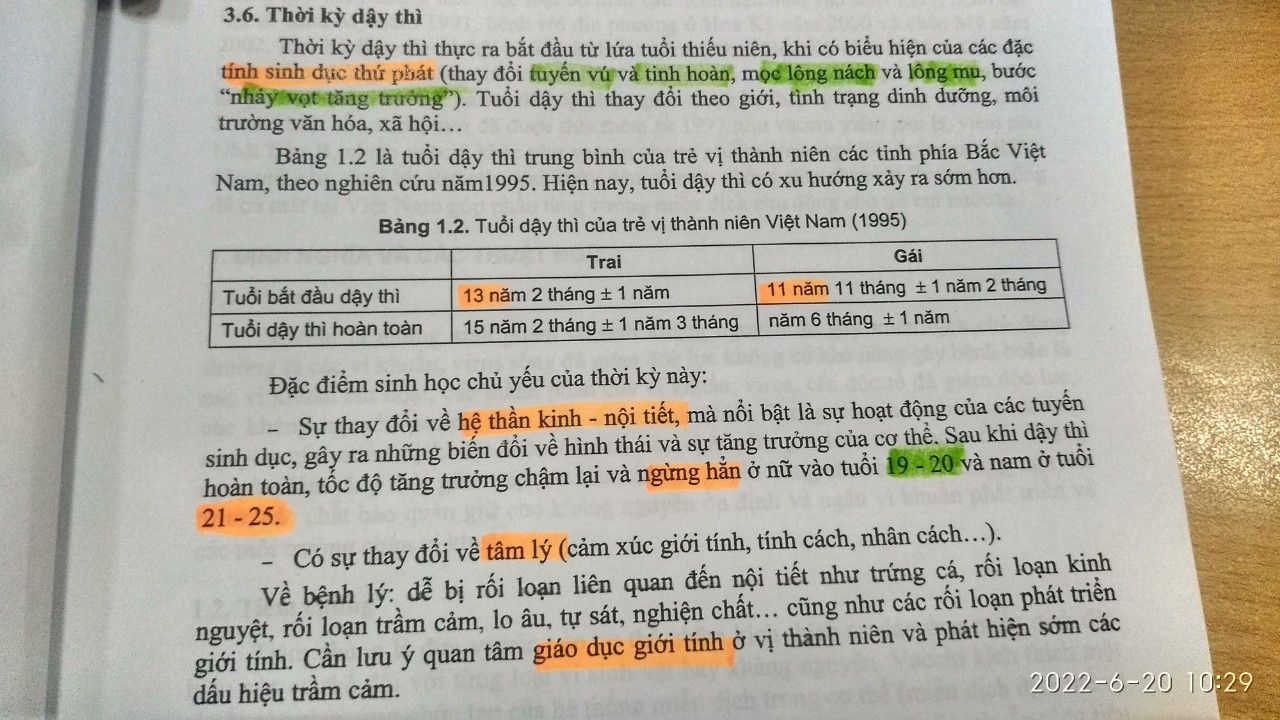 3.6. Thời kỳ dậy thì
Thời kỳ dậy thì thực ra bắt đầu từ lứa tuổi thiếu niên, khi có biểu hiện của các đặc
tính sinh dục thứ phát (thay đổi tuyến vú và tinh hoàn, mọc lông nách và lông mu, bước
“nhảy vọt tăng trưởng”). Tuổi dậy thì thay đổi theo giới, tình trạng dinh dưỡng, môi
trường văn hóa, xã hội…
Bảng 1.2 là tuổi dậy thì trung bình của trẻ vị thành niên các tỉnh phía Bắc Việt
Nam, theo nghiên cứu năm1995. Hiện nay, tuổi dậy thì có xu hướng xảy ra sớm hơn.
Bảng 1.2. Tuổi dậy thì của trẻ vị thành niên Việt Nam (1995)
Trai Gái
Tuổi bắt đầu dậy thì 13 năm 2 tháng ± 1 năm 11 năm 11 tháng ± 1 năm 2 tháng
Tuổi dậy thì hoàn toàn 15 năm 2 tháng ± 1 năm 3 tháng năm 6 tháng ± 1 năm
Đặc điểm sinh học chủ yếu của thời kỳ này:
– Sự thay đổi về hệ thần kinh - nội tiết, mà nổi bật là sự hoạt động của các tuyến
sinh dục, gây ra những biến đổi về hình thái và sự tăng trưởng của cơ thể. Sau khi dậy thì
hoàn toàn, tốc độ tăng trưởng chậm lại và ngừng hẳn ở nữ vào tuổi 19 - 20 và nam ở tuổi
21 - 25.
– Có sự thay đổi về tâm lý (cảm xúc giới tính, tính cách, nhân cách…).
Về bệnh lý: dễ bị rối loạn liên quan đến nội tiết như trứng cá, rối loạn kinh
nguyệt, rối loạn trầm cảm, lo âu, tự sát, nghiện chất… cũng như các rối loạn phát triển
giới tính. Cần lưu ý quan tâm giáo dục giới tính ở vị thành niên và phát hiện sớm các
dấu hiệu trầm cảm.
2022-6-20 10:29